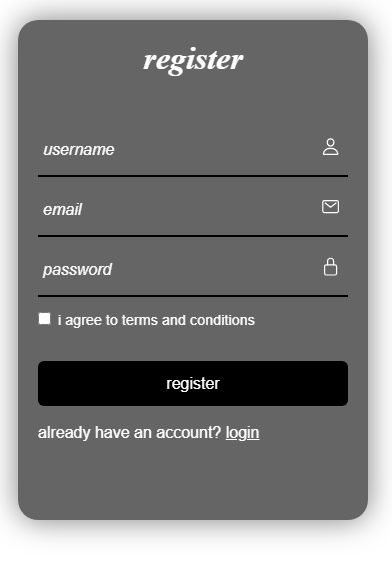 register
username
email
password
i agree to terms and conditions
register
already have an account? login